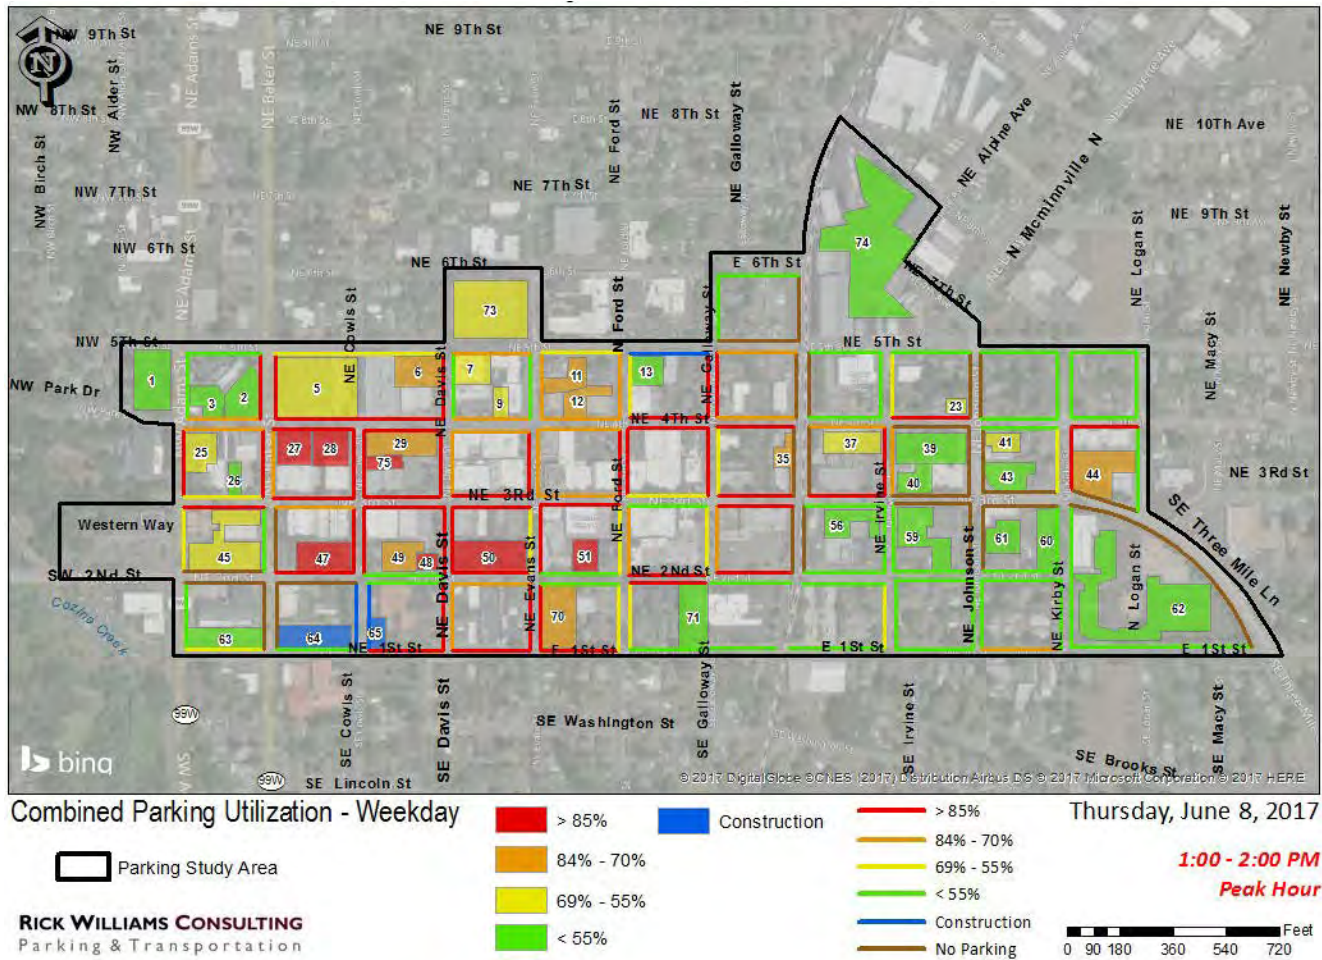 NW 9Th St
NE 9Th St
N
NW 8Th St
NW Alder St
NE Adams St
NE Baker St
NE Ford St
NE 8Th St
NE Galloway St
NE Alpine Ave
NE Lafayette Ave
NE 10Th Ave
NW Birch St
NW 7Th St
NE 7Th St
N Mcminnville N
NE 9Th St
NE Logan St
NE Newby St
NW 6Th St
NE 6Th St
E 6Th St
74
NE 7Th St
NE Cowls St
73
NE Ford St
NE Galloway St
NW 5Th St
NE 5Th St
NE Macy St
NW Park Dr
1
3
2
5
6
NE Davis St
7
9
11
12
13
NE 4Th St
23
25
26
27
28
29
75
35
37
39
40
41
43
44
NE 3Rd St
NE 3Rd St
NE Ford St
NE Irvine St
Western Way
45
47
49
48
50
51
56
59
61
60
SE Three Mile Ln
SW 2Nd St
NE 2Nd St
NE Davis St
NE Evans St
NE Johnson St
NE Kirby St
N Logan St
62
Cozine Creek
63
64
65
70
71
NE 1St St
E 1St St
E 1St St
E 1St St
99W
SE Cowls St
SE Davis St
SE Washington St
SE Galloway St
SE Irvine St
SE Macy St
SE Brooks St
bing
99W
SE Lincoln St
© 2017 DigitalGlobe ©CNES (2017) Distribution Airbus DS © 2017 Microsoft Corporation © 2017 HERE
Combined Parking Utilization - Weekday
Parking Study Area
RICK WILLIAMS CONSULTING
Parking & Transportation
> 85%
84% - 70%
69% - 55%
< 55%
Construction
> 85%
84% - 70%
69% - 55%
< 55%
Construction
No Parking
Thursday, June 8, 2017
1:00 - 2:00 PM
Peak Hour
Feet
0 90 180 360 540 720